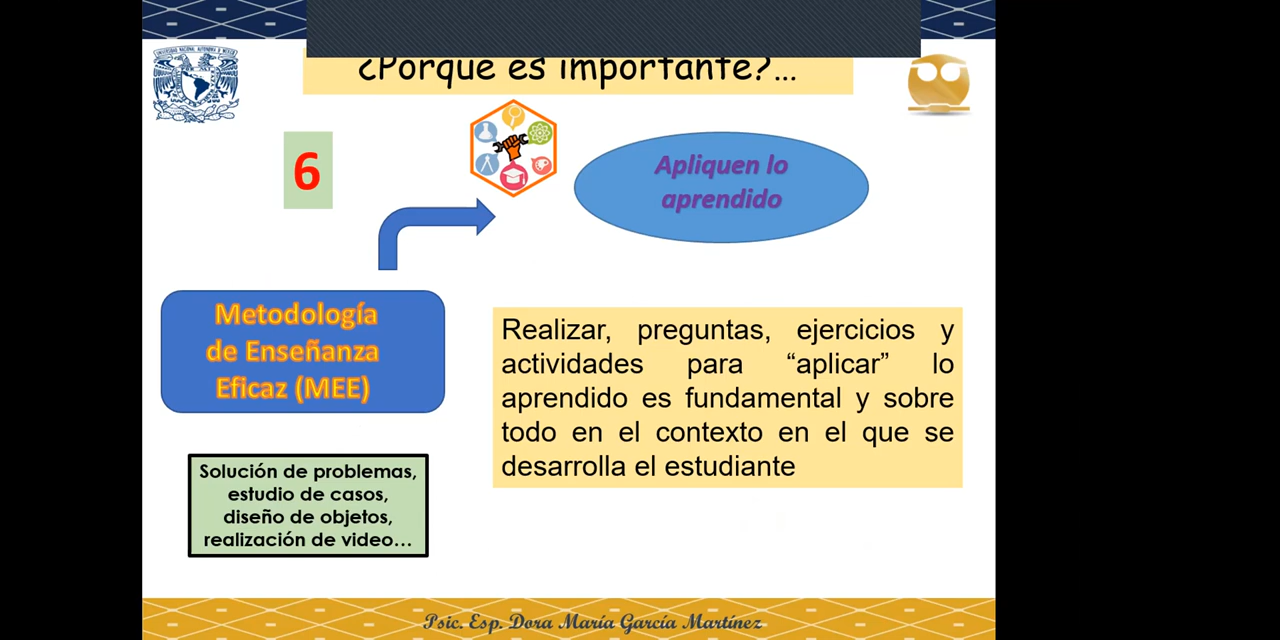 ¿Porque es importante?...
6
Apliquen lo
aprendido
Metodología
de Enseñanza
Eficaz (MEE)
Realizar, preguntas, ejercicios y
actividades para “aplicar” lo
aprendido es fundamental y sobre
todo en el contexto en el que se
desarrolla el estudiante
Solución de problemas,
estudio de casos,
diseño de objetos,
realización de video...
Psic. Esp. Dora María García Martínez